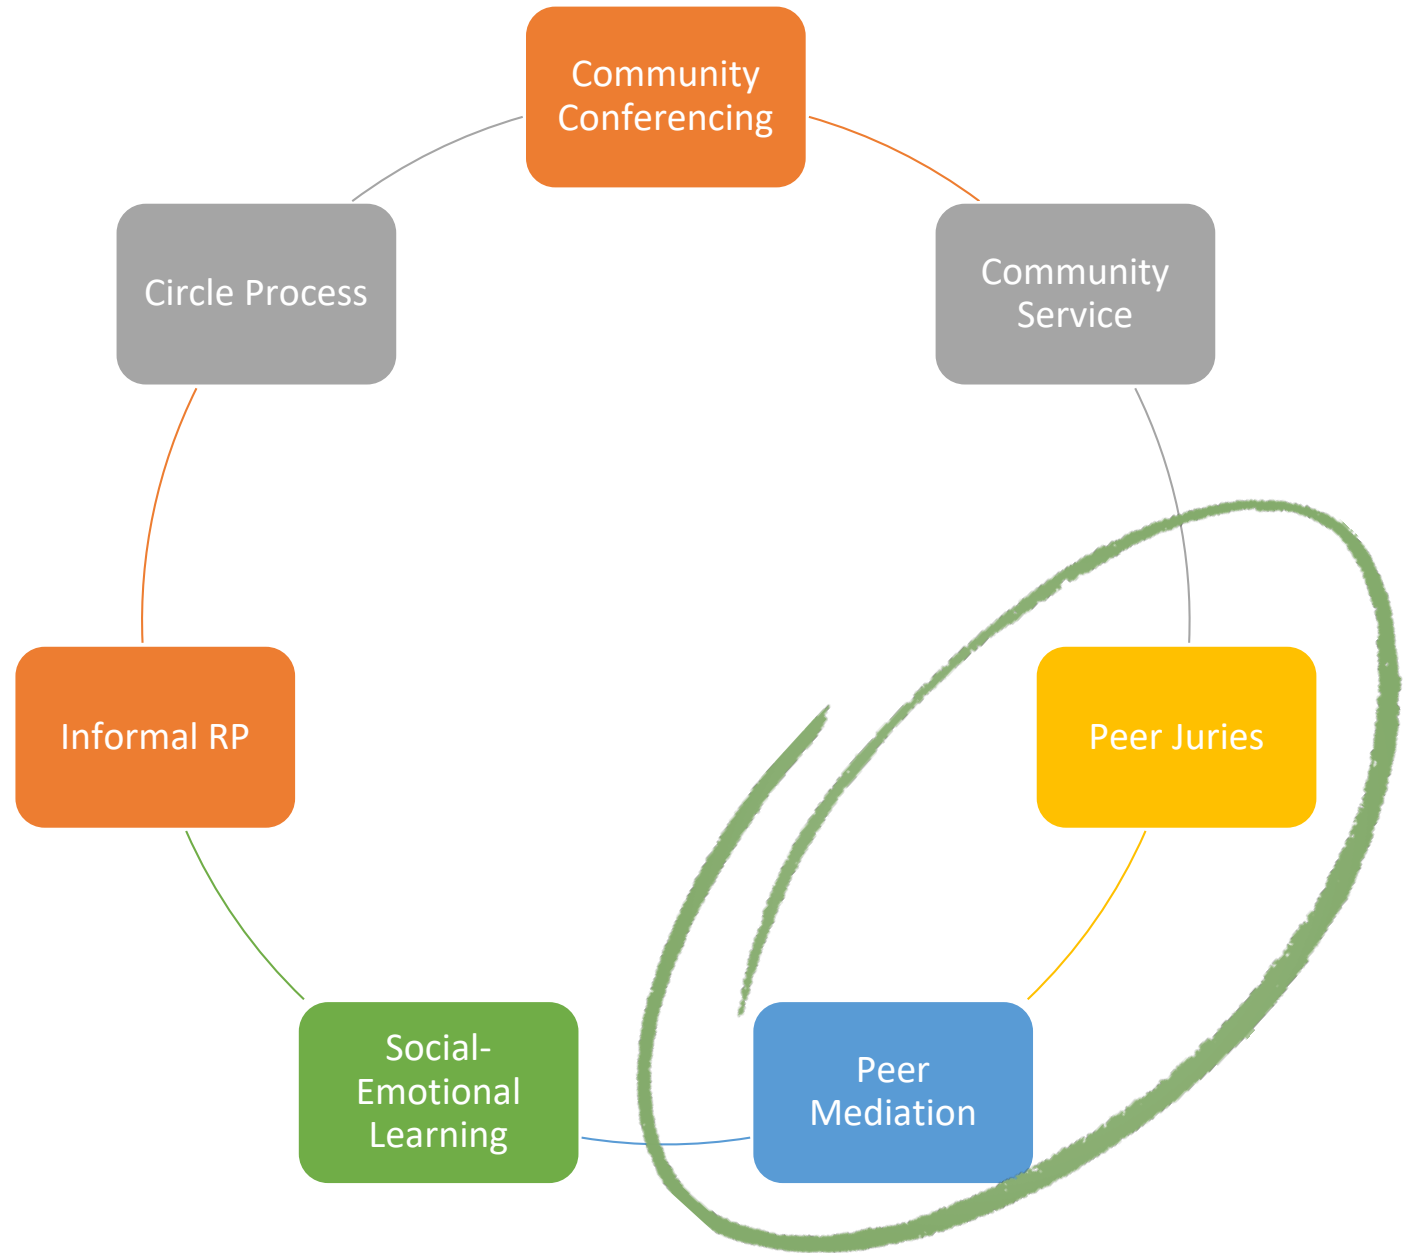 Community
Conferencing
Circle Process
Community
Service
Informal RP
Peer Juries
Social-
Emotional
Learning
Peer
Mediation